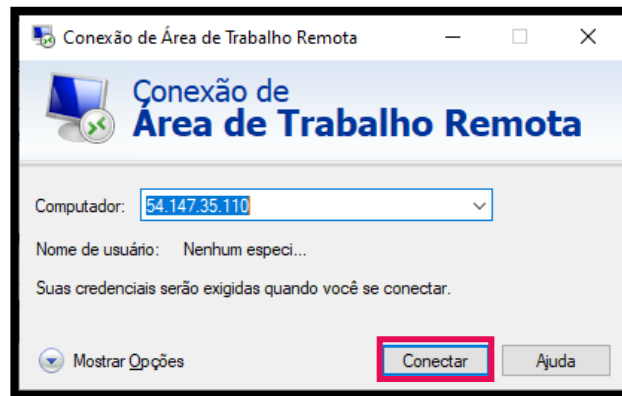 Conexão de Área de Trabalho Remota
Conexão de
Área de Trabalho Remota
Computador: 54.147.35.110
Nome de usuário: Nenhum especi...
Suas credenciais serão exigidas quando você se conectar.
Mostrar Opções Conectar Ajuda